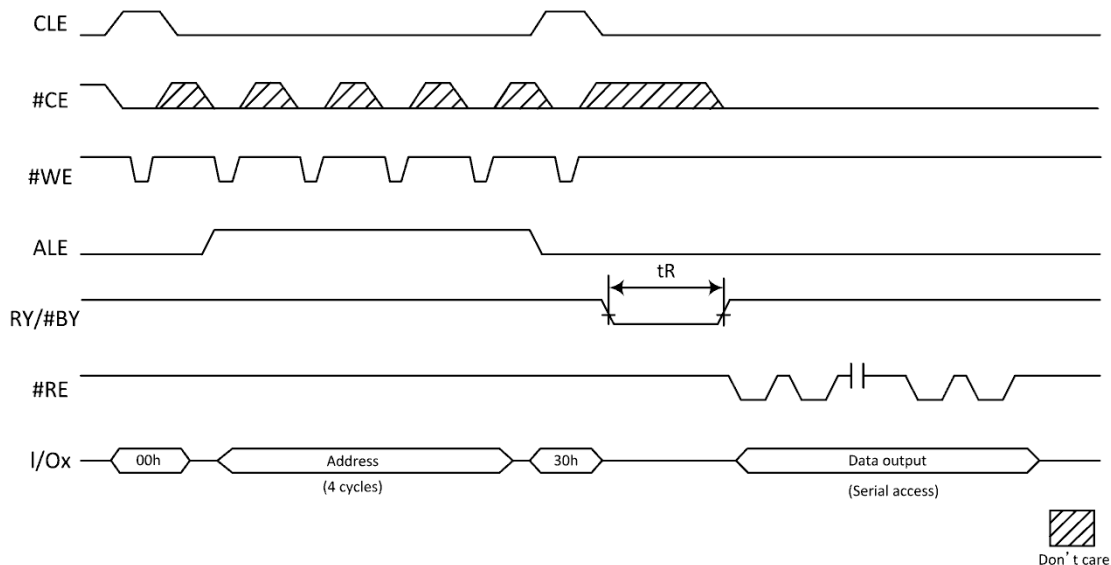 CLE
#CE
#WE
ALE
tR
RY/#BY
#RE
I/Ox
00h
Address
30h
Data output
(4 cycles)
(Serial access)
Don't care